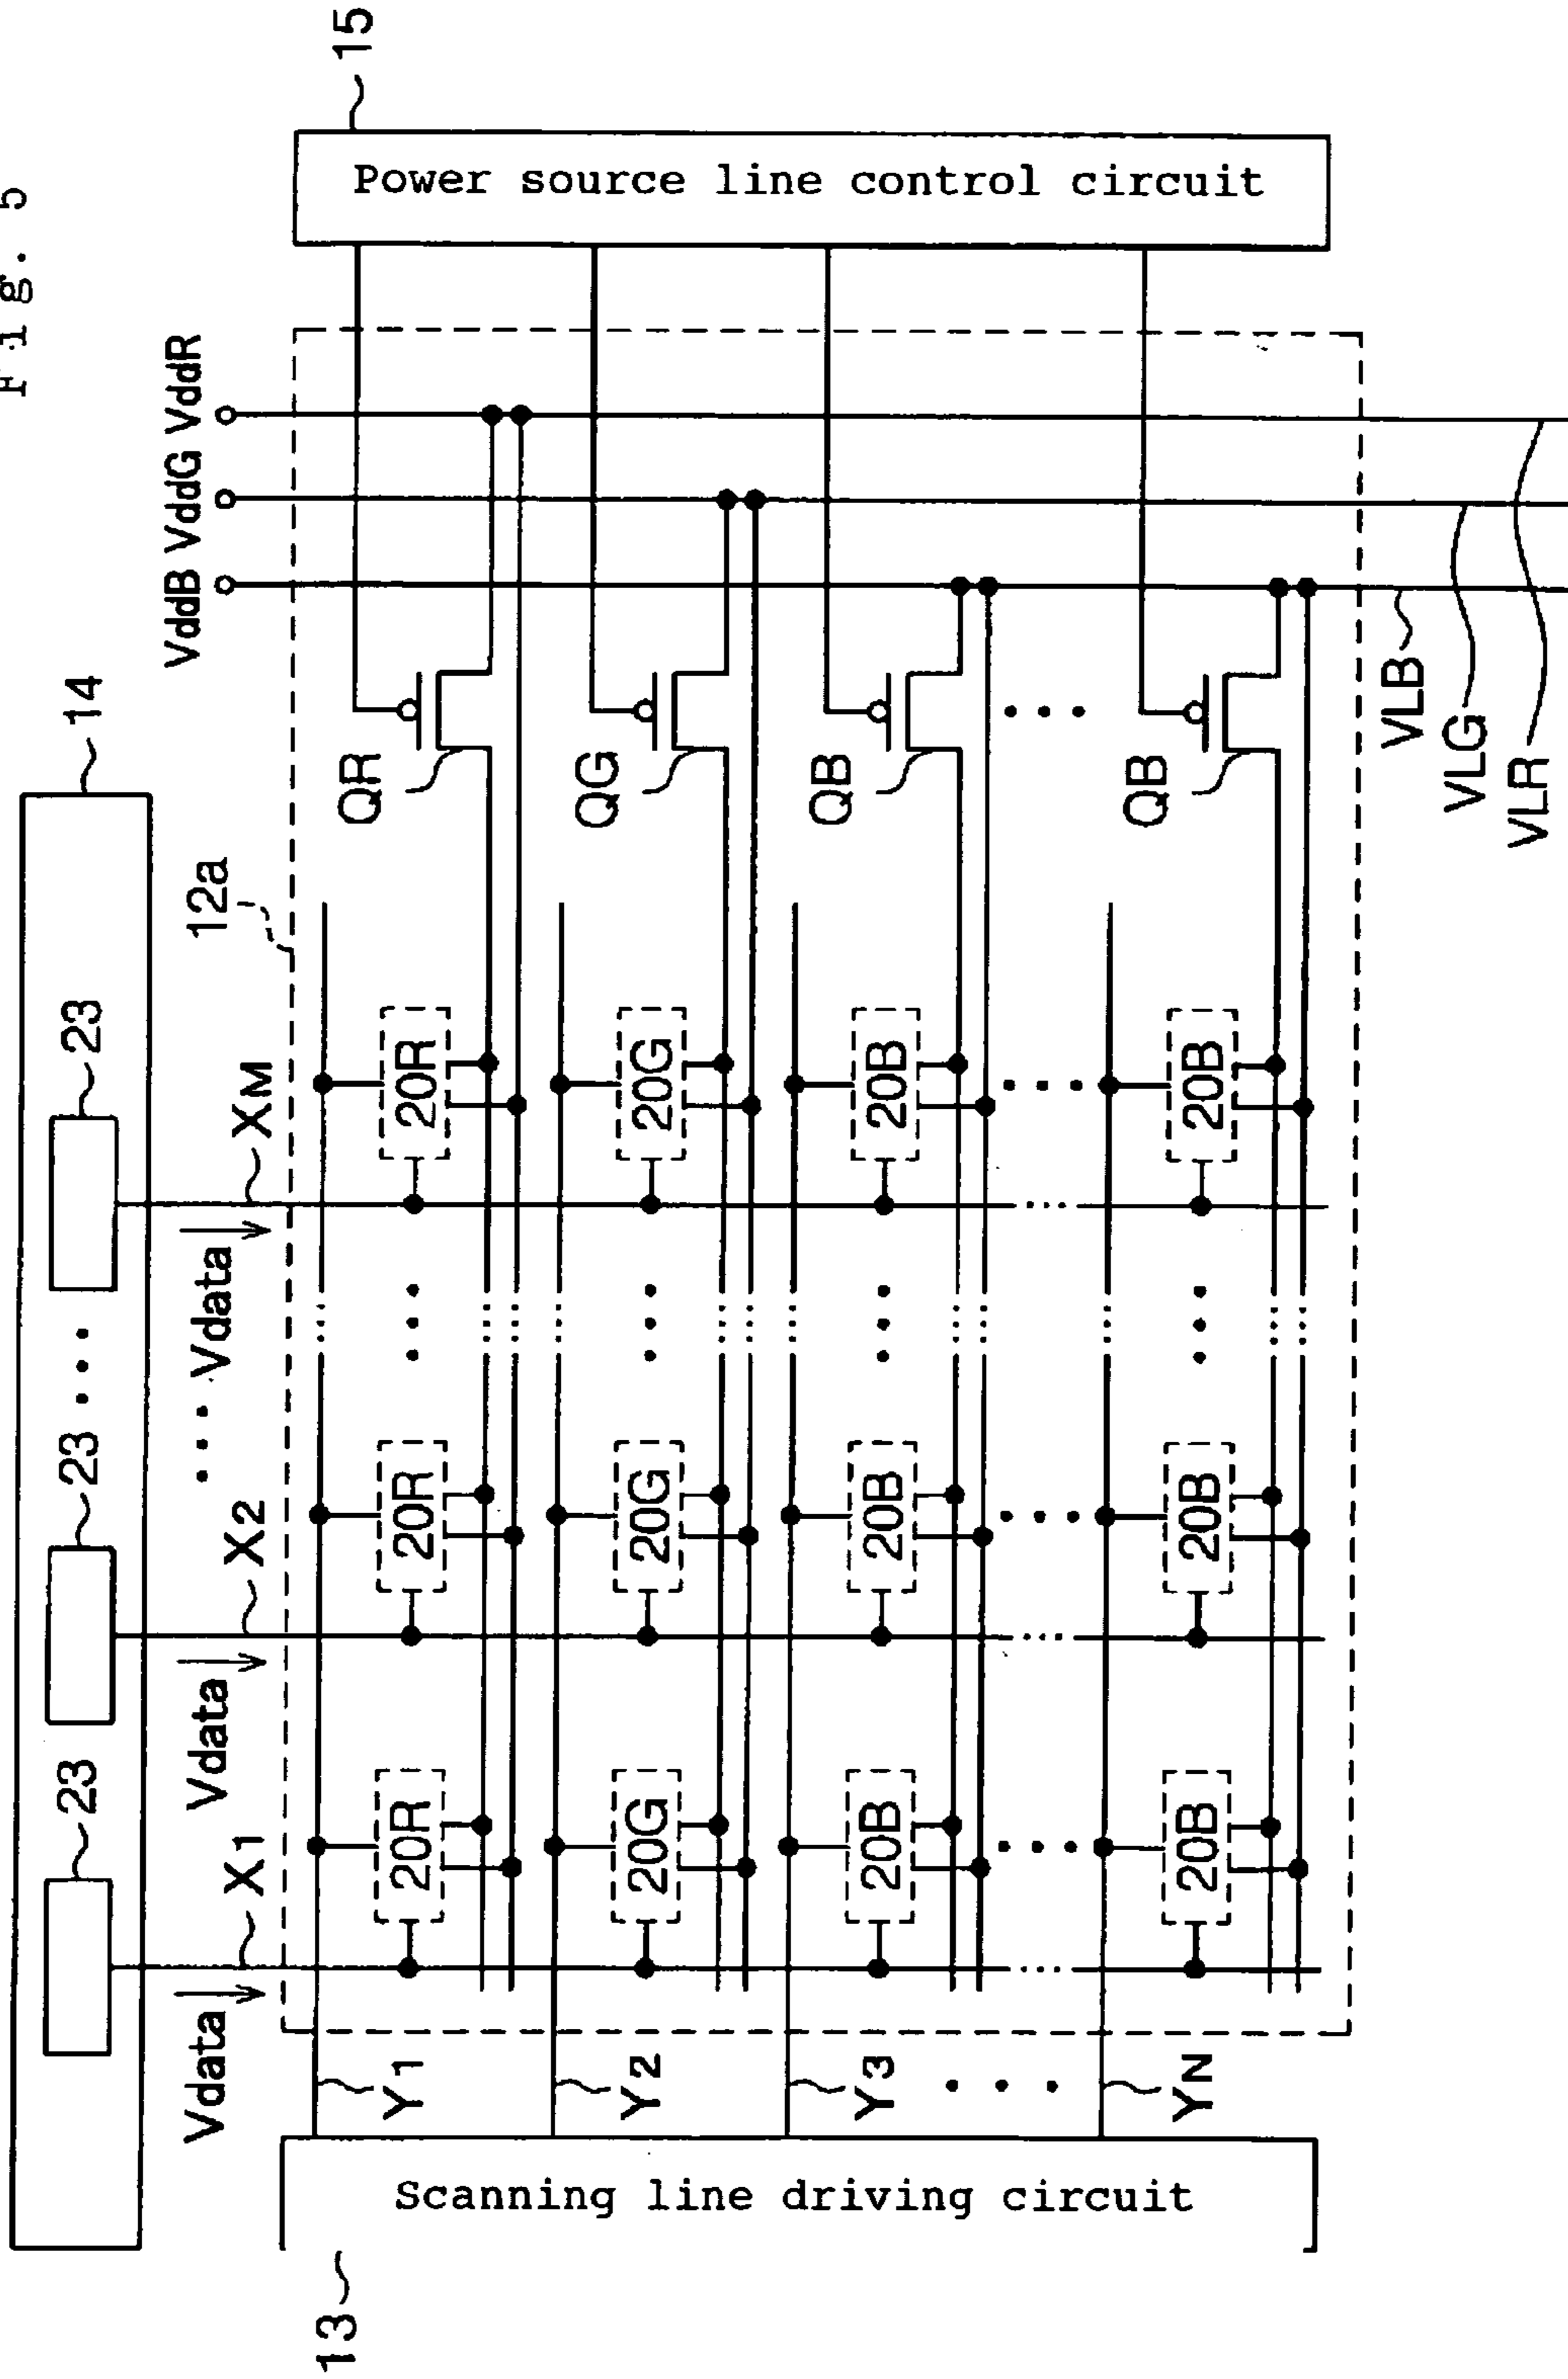 Fig. 5
14
23 23 ... 23
15
12a
VddB VddG VddR
Vdata X1 Vdata X2 ... Vdata XM
Power source line control circuit
Scanning line driving circuit
13
Y1
20R 20R ... 20R
QR
Y2
20G 20G ... 20G
QG
Y3
20B 20B ... 20B
QB
YN
20B 20B ... 20B
QB
VLB
VLG
VLR